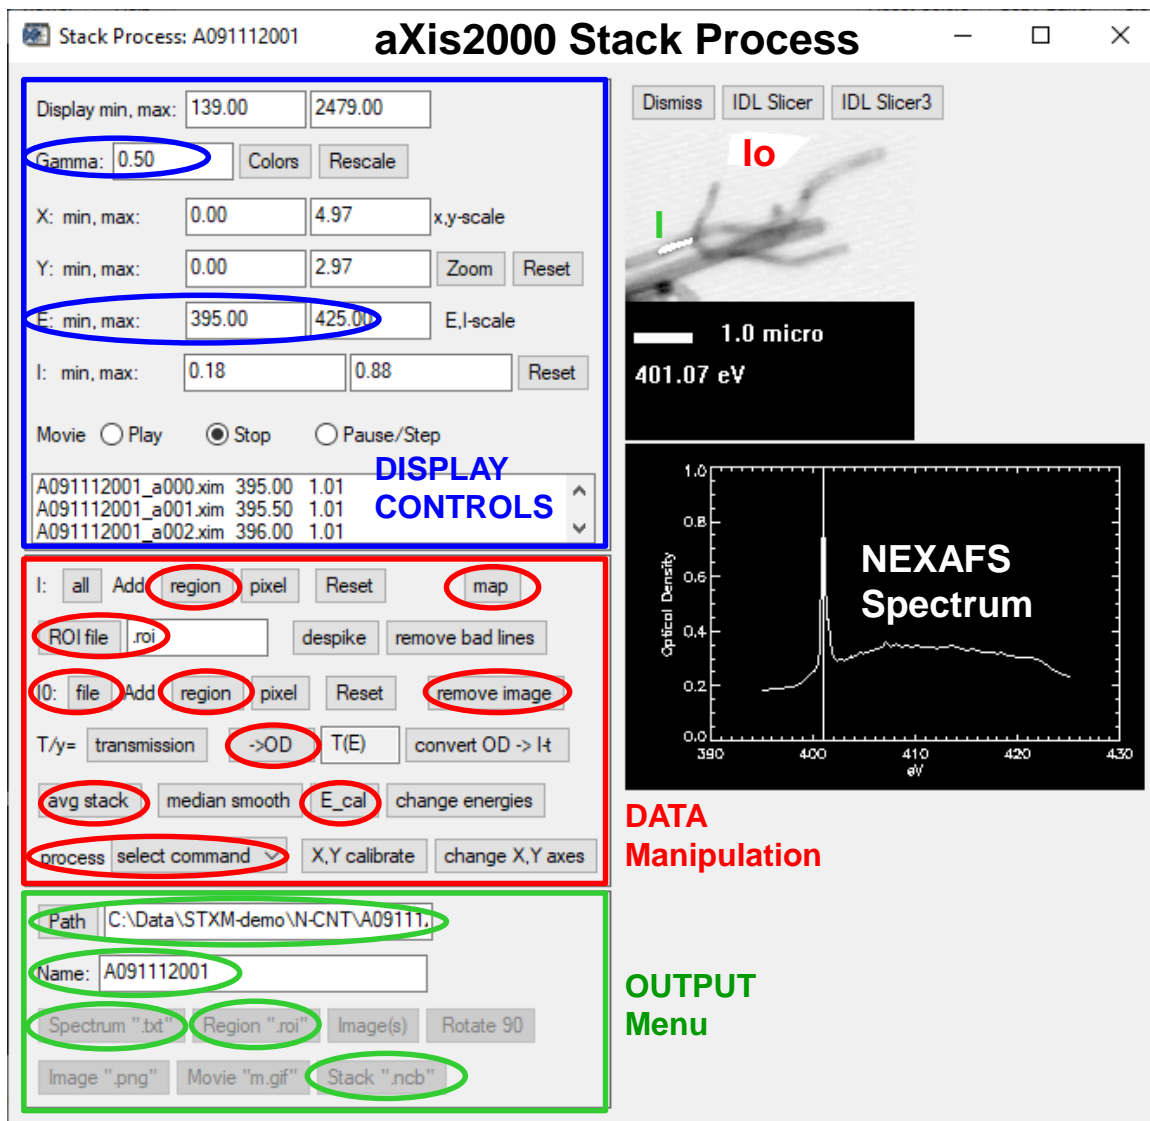 Stack Process: A091112001
aXis2000 Stack Process
Display min, max: 139.00 2479.00
Gamma: 0.50 Colors Rescale
X: min, max: 0.00 4.97 x,y-scale
Y: min, max: 0.00 2.97 Zoom Reset
E: min, max: 395.00 425.00 E,I-scale
I: min, max: 0.18 0.88 Reset
Movie Play Stop Pause/Step
DISPLAY
CONTROLS
A091112001_a000.xim 395.00 1.01
A091112001_a001.xim 395.50 1.01
A091112001_a002.xim 396.00 1.01
I: all Add region pixel Reset map
ROI file .roi despike remove bad lines
I0: file Add region pixel Reset remove image
T/y= transmission ->OD T(E) convert OD -> I-t
avg stack median smooth E_cal change energies
process select command X,Y calibrate change X,Y axes
Path C:\Data\STXM-demo\N-CNT\A09111
Name: A091112001
Spectrum ".txt" Region ".roi" Image(s) Rotate 90
Image ".png" Movie "m.gif" Stack ".ncb"
Dismiss IDL Slicer IDL Slicer3
Io
I
1.0 micro
401.07 eV
1.0
0.8
0.6
0.4
0.2
0.0
Optical Density
NEXAFS
Spectrum
390 400 410 420 430
eV
DATA
Manipulation
OUTPUT
Menu